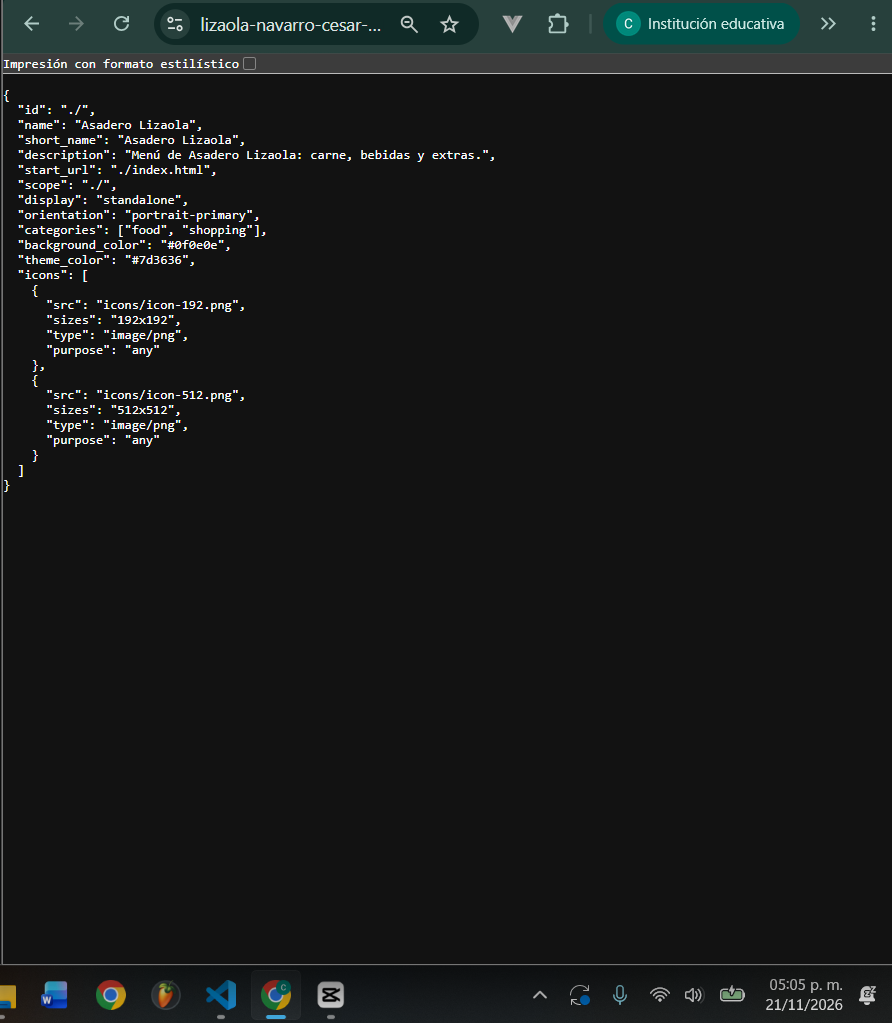 lizaola-navarro-cesar-...
C Institución educativa
Impresión con formato estilístico
{
"id": "./",
"name": "Asadero Lizaola",
"short_name": "Asadero Lizaola",
"description": "Menú de Asadero Lizaola: carne, bebidas y extras.",
"start_url": "./index.html",
"scope": "./",
"display": "standalone",
"orientation": "portrait-primary",
"categories": ["food", "shopping"],
"background_color": "#0f0e0e",
"theme_color": "#7d3636",
"icons": [
{
"src": "icons/icon-192.png",
"sizes": "192x192",
"type": "image/png",
"purpose": "any"
},
{
"src": "icons/icon-512.png",
"sizes": "512x512",
"type": "image/png",
"purpose": "any"
}
]
}
05:05 p. m.
21/11/2026